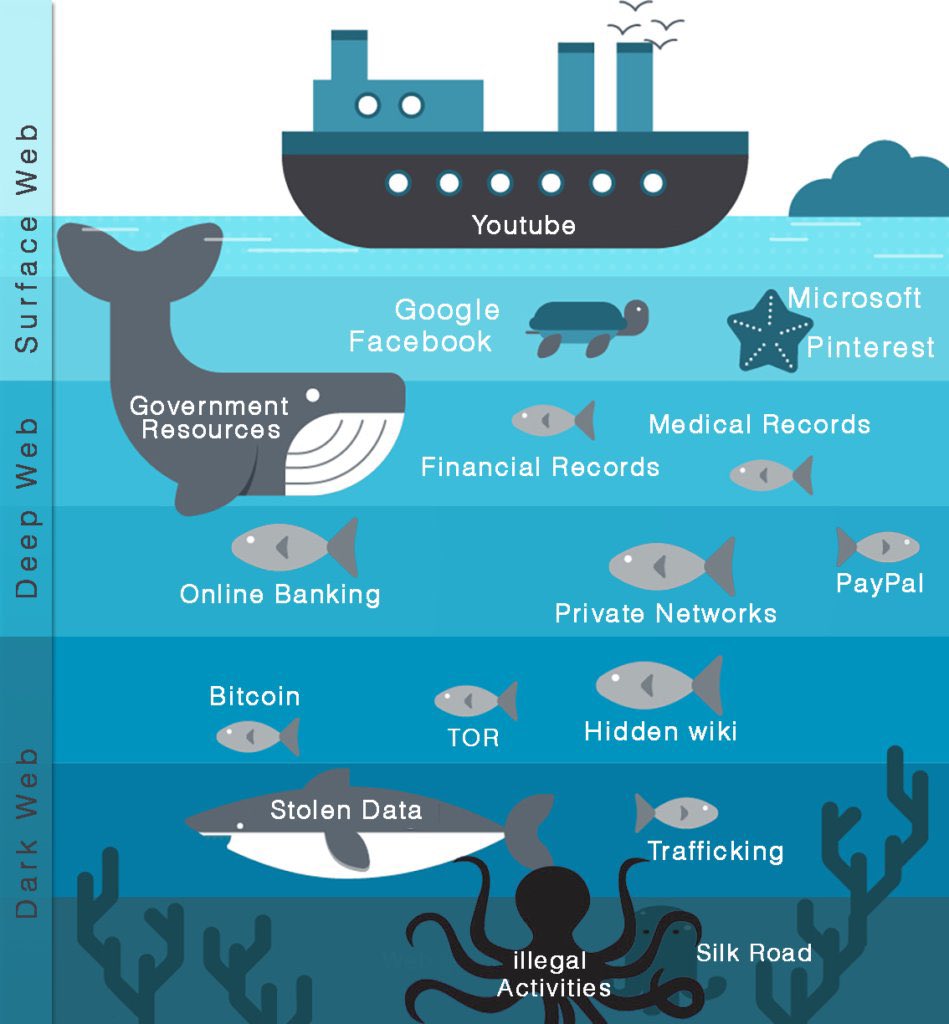 Surface Web
Youtube
Google
Facebook
Microsoft
Pinterest
Deep Web
Government
Resources
Medical Records
Financial Records
Online Banking
Private Networks
PayPal
Dark Web
Bitcoin
TOR
Hidden wiki
Stolen Data
Trafficking
illegal
Activities
Silk Road